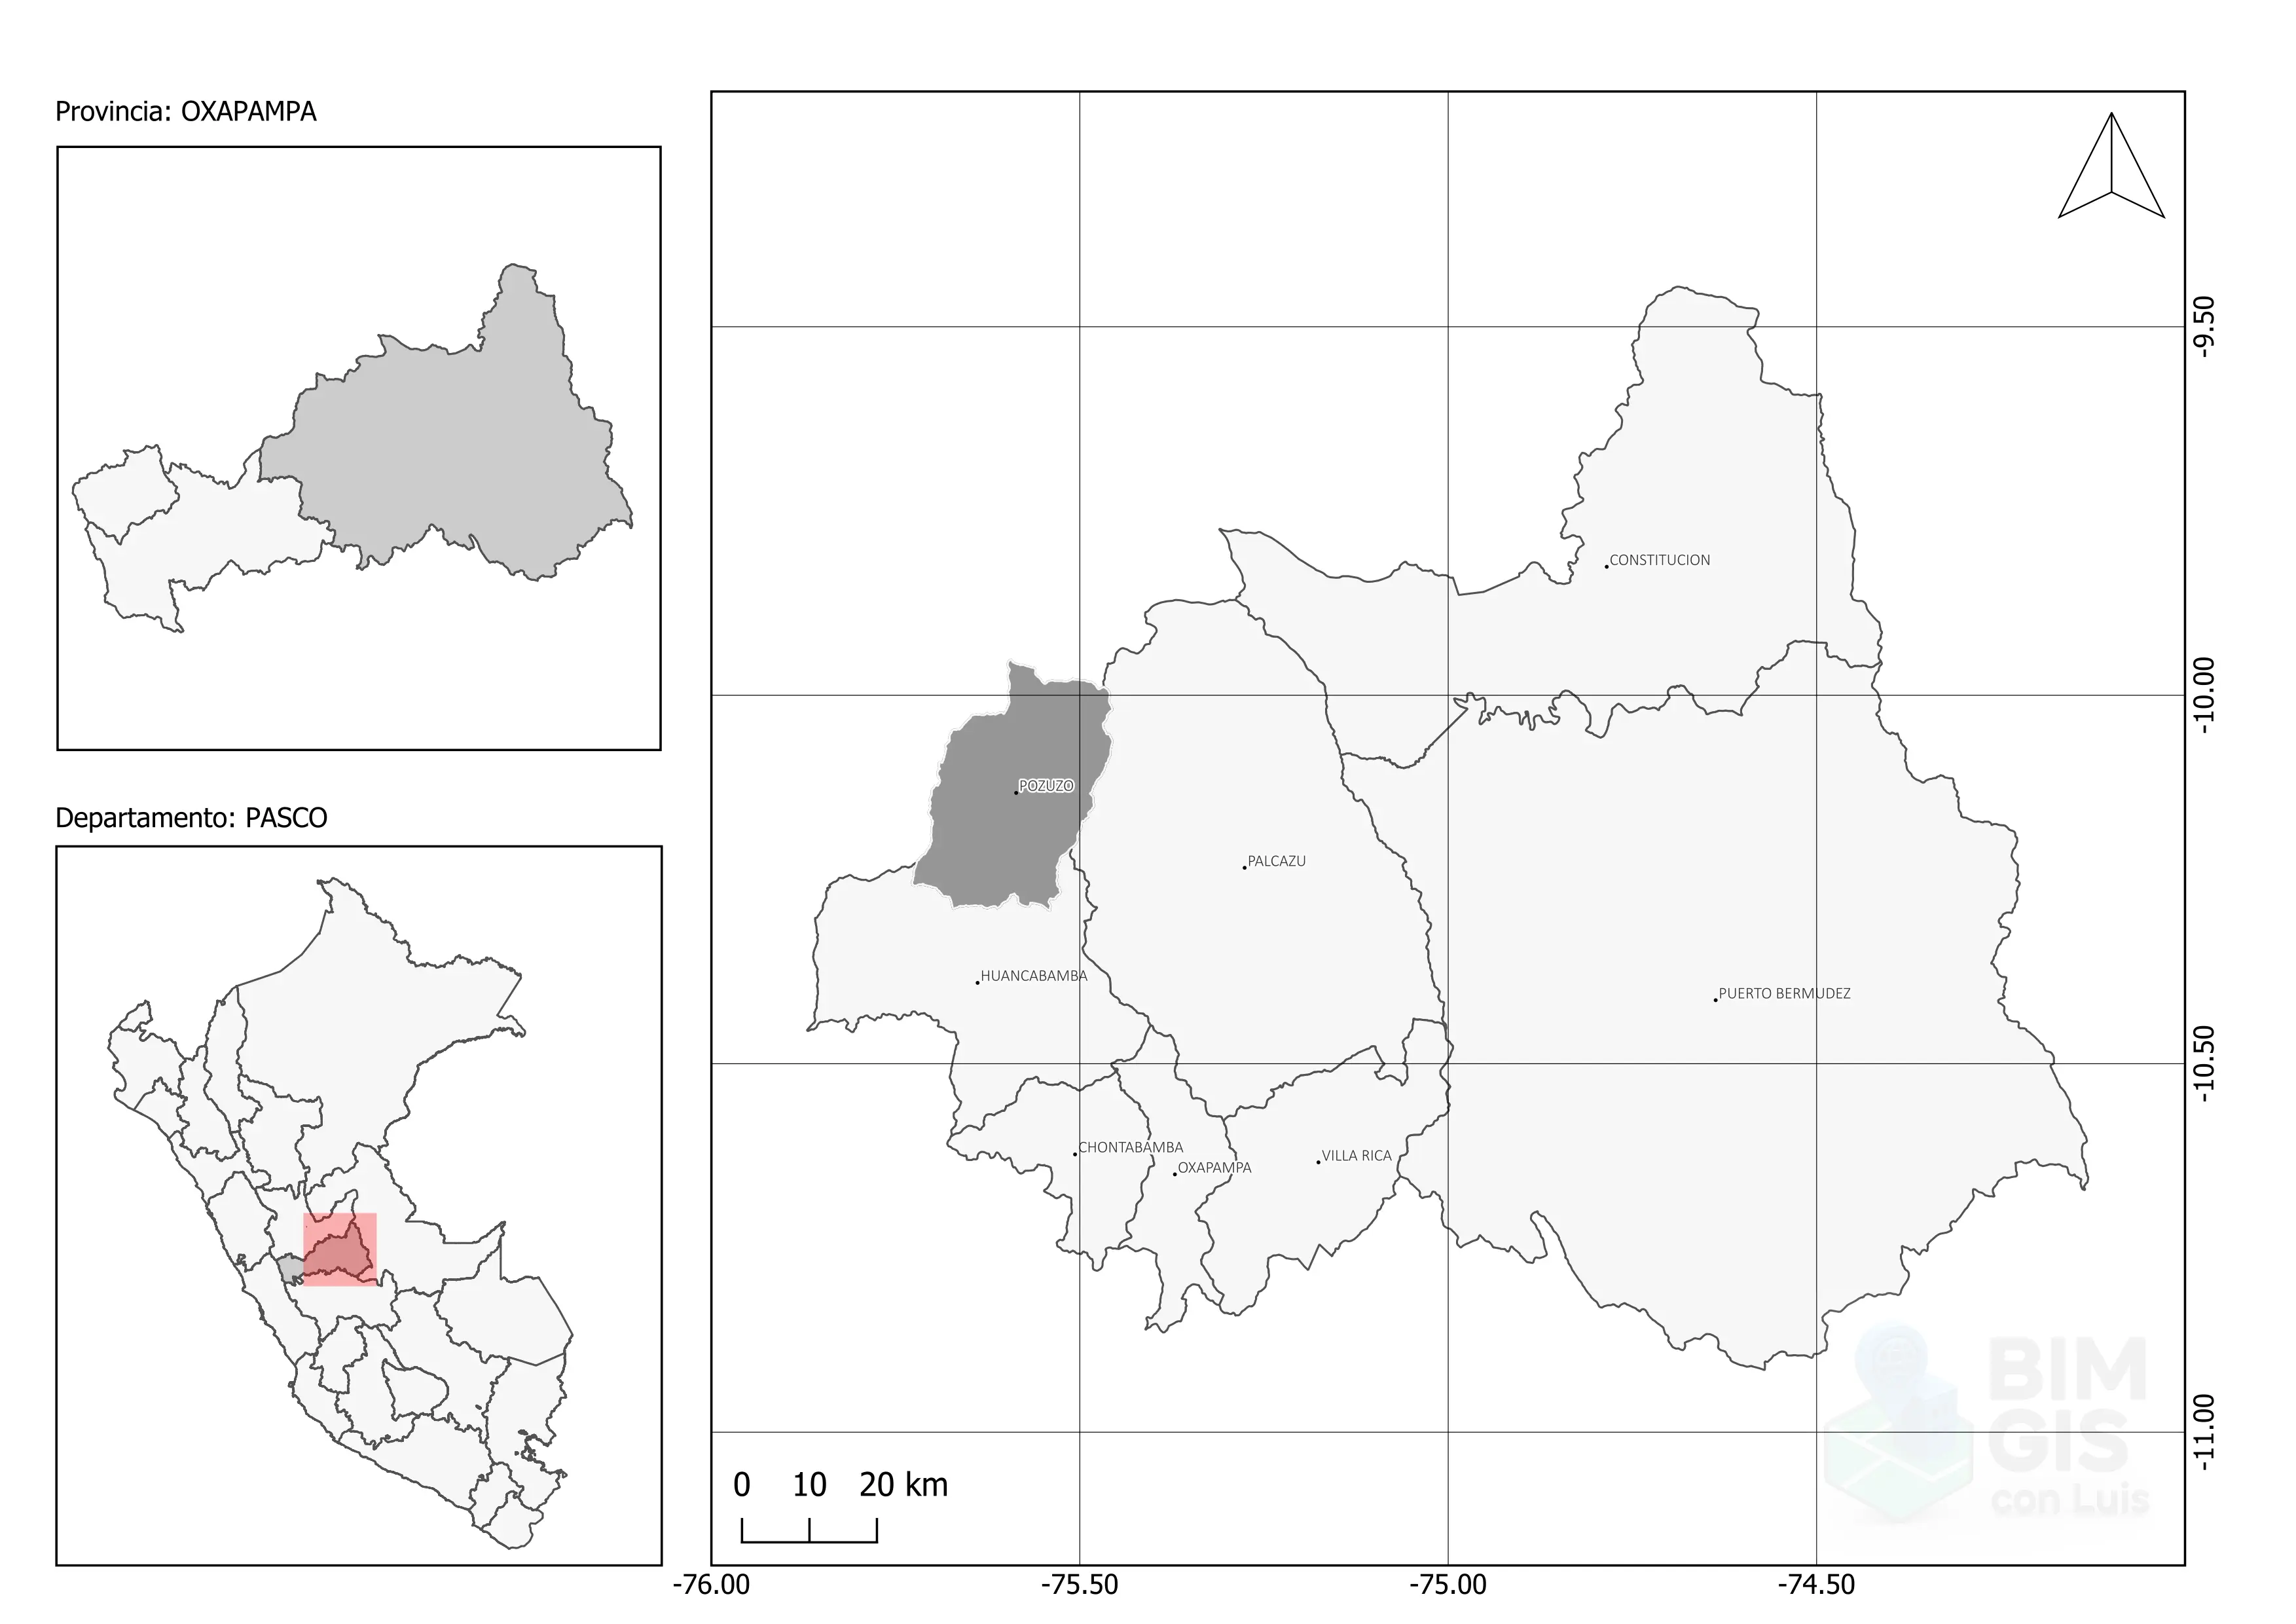 Provincia: OXAPAMPA
Departamento: PASCO
-9.50
CONSTITUCION
-10.00
POZUZO
PALCAZU
HUANCABAMBA
PUERTO BERMUDEZ
-10.50
CHONTABAMBA
OXAPAMPA
VILLA RICA
BIM
GIS
con Luis
-11.00
0 10 20 km
-76.00 -75.50 -75.00 -74.50